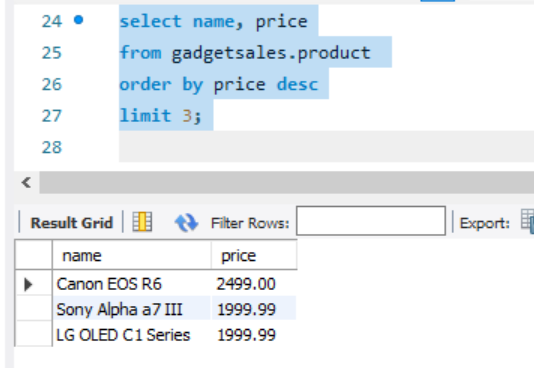 24 select name, price
25 from gadgetsales.product
26 order by price desc
27 limit 3;
28
Result Grid Filter Rows: Export:
name price
Canon EOS R6 2499.00
Sony Alpha a7 III 1999.99
LG OLED C1 Series 1999.99